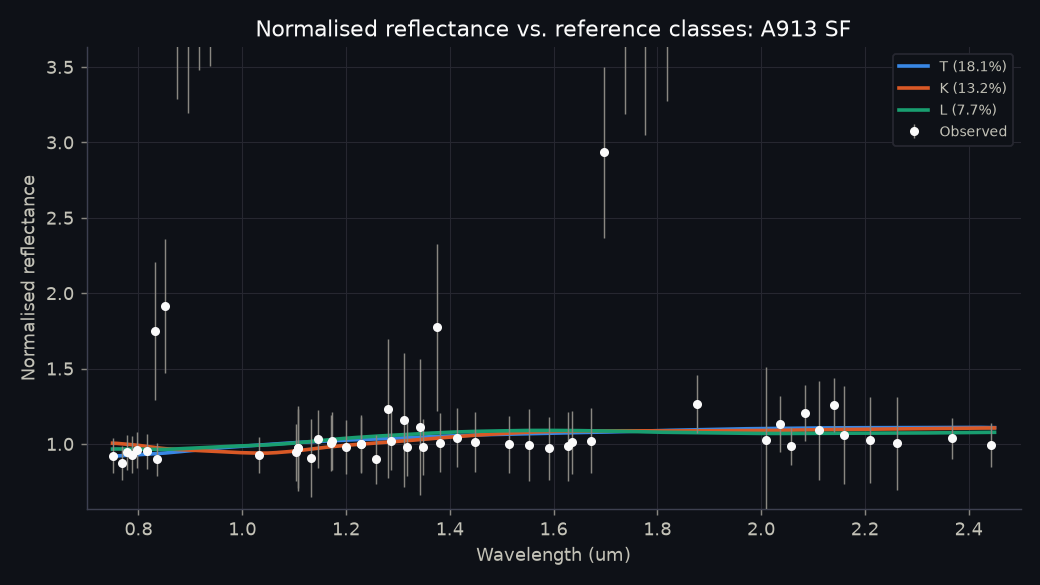 Normalised reflectance vs. reference classes: A913 SF
Normalised reflectance
3.5
3.0
2.5
2.0
1.5
1.0
T (18.1%)
K (13.2%)
L (7.7%)
Observed
0.8
1.0
1.2
1.4
1.6
1.8
2.0
2.2
2.4
Wavelength (um)